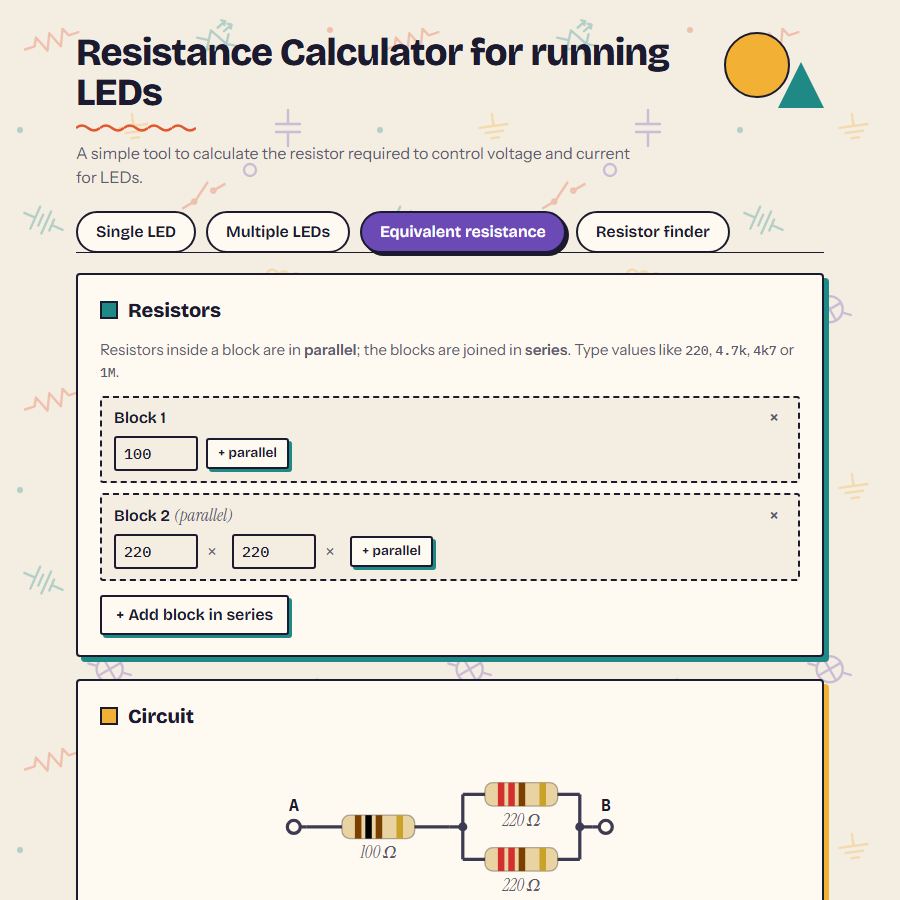 Resistance Calculator for running
LEDs
A simple tool to calculate the resistor required to control voltage and current
for LEDs.
Single LED
Multiple LEDs
Equivalent resistance
Resistor finder
Resistors
Resistors inside a block are in parallel; the blocks are joined in series. Type values like 220, 4.7k, 4k7 or
1M.
Block 1 ×
100 + parallel
Block 2 (parallel) ×
220 × 220 × + parallel
+ Add block in series
Circuit
A B
220 Ω
100 Ω
220 Ω